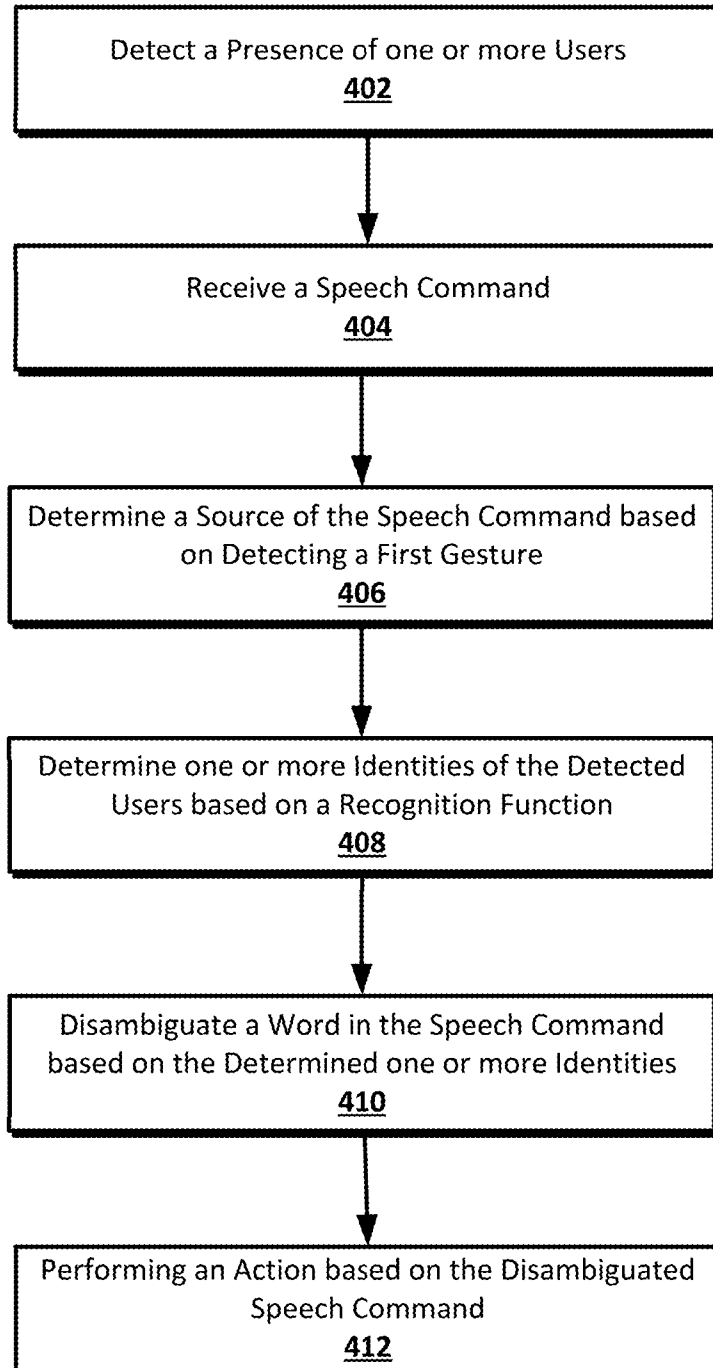 Detect a Presence of one or more Users
402
Receive a Speech Command
404
Determine a Source of the Speech Command based
on Detecting a First Gesture
406
Determine one or more Identities of the Detected
Users based on a Recognition Function
408
Disambiguate a Word in the Speech Command
based on the Determined one or more Identities
410
Performing an Action based on the Disambiguated
Speech Command
412